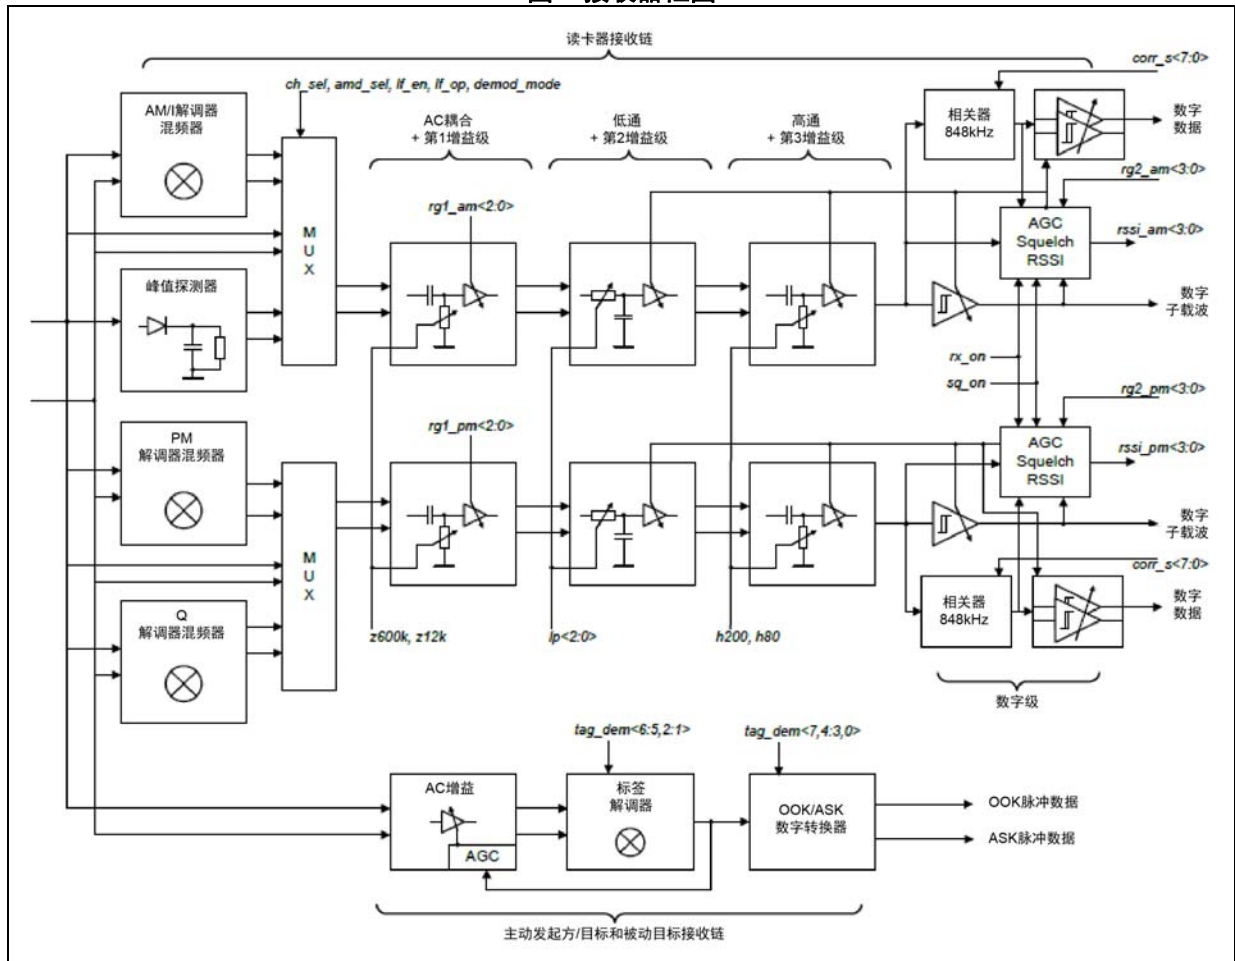 读卡器接收链
corr_s<7:0>
ch_sel, amd_sel, lf_en, lf_op, demod_mode
AM/I解调器
混频器
AC耦合
+ 第1增益级
低通
+ 第2增益级
高通
+ 第3增益级
相关器
848kHz
数字
数据
rg2_am<3:0>
rg1_am<2:0>
M
U
X
AGC
Squelch
RSSI
rssi_am<3:0>
峰值探测器
数字
子载波
rx_on
sq_on
rg2_pm<3:0>
PM
解调器混频器
rg1_pm<2:0>
AGC
Squelch
RSSI
rssi_pm<3:0>
数字
子载波
M
U
X
corr_s<7:0>
相关器
848kHz
数字
数据
Q
解调器混频器
z600k, z12k
lp<2:0>
h200, h80
数字级
tag_dem<6:5,2:1>
tag_dem<7,4:3,0>
AC增益
AGC
标签
解调器
OOK/ASK
数字转换器
OOK脉冲数据
ASK脉冲数据
主动发起方/目标和被动目标接收链